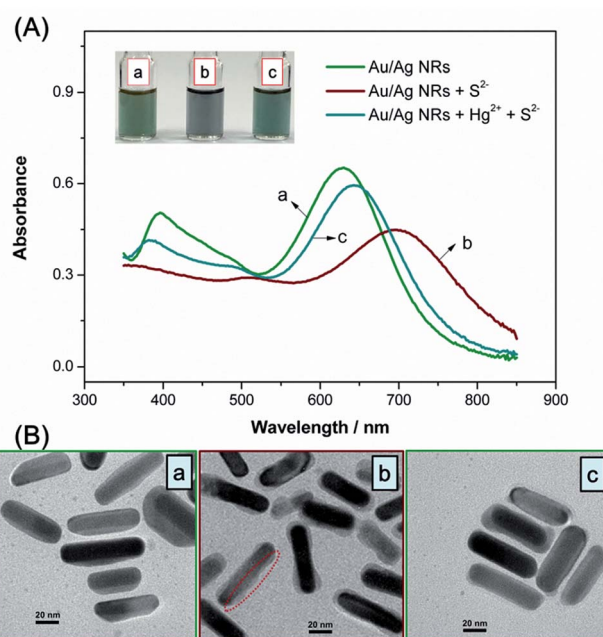 (A)
a b c
Au/Ag NRs
Au/Ag NRs + S²⁻
Au/Ag NRs + Hg²⁺ + S²⁻
0.9
0.6
0.3
0.0
Absorbance
a
c
b
300 400 500 600 700 800 900
Wavelength / nm
(B)
a b c
20 nm 20 nm 20 nm